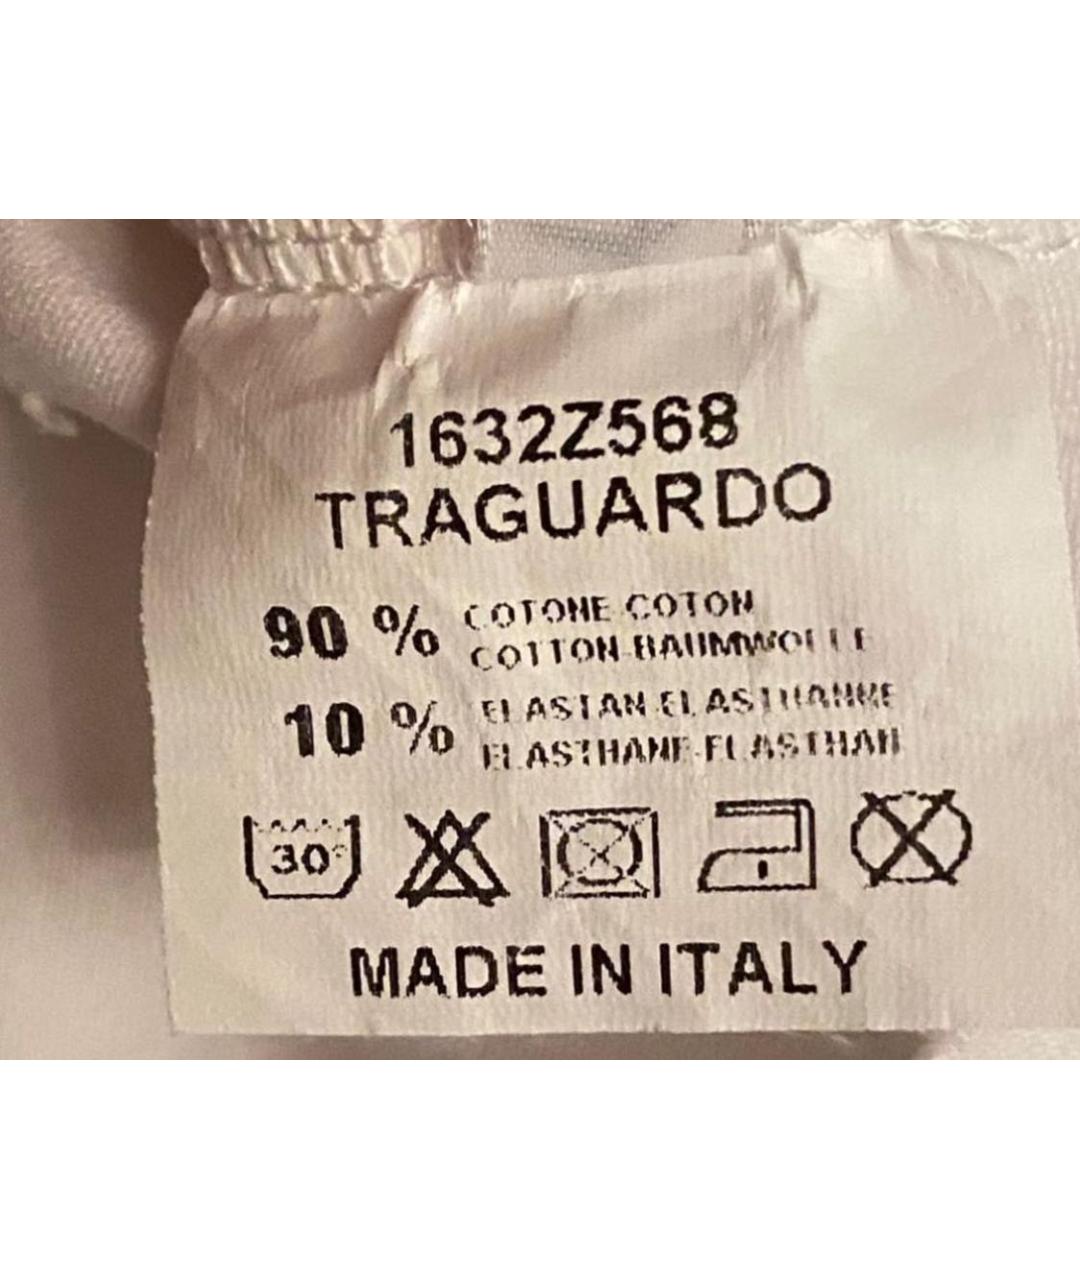 1632Z568
TRAGUARDO
90 % COTONE COTON
COTTON-BAUMWOLLE
10 % ELASTAN-ELASTHANNE
ELASTHANE-ELASTHAN
30°
MADE IN ITALY